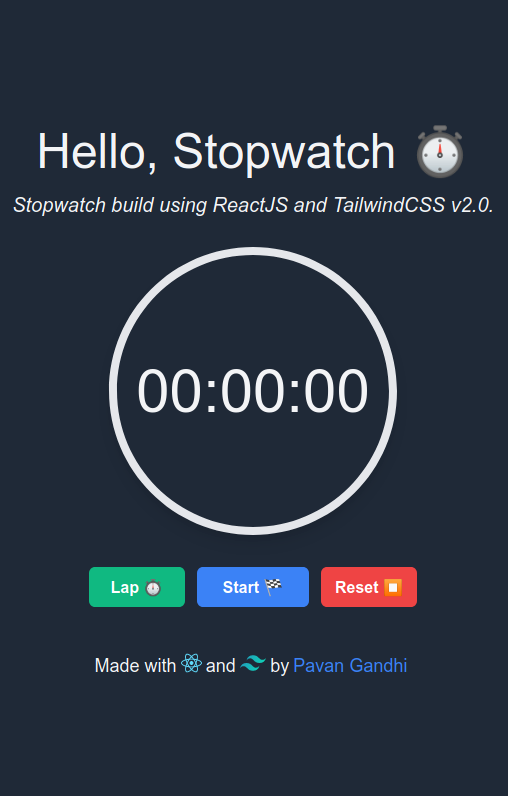 Hello, Stopwatch ⏱️
Stopwatch build using ReactJS and TailwindCSS v2.0.
00:00:00
Lap ⏱️ Start 🏁 Reset ⏹️
Made with and by Pavan Gandhi